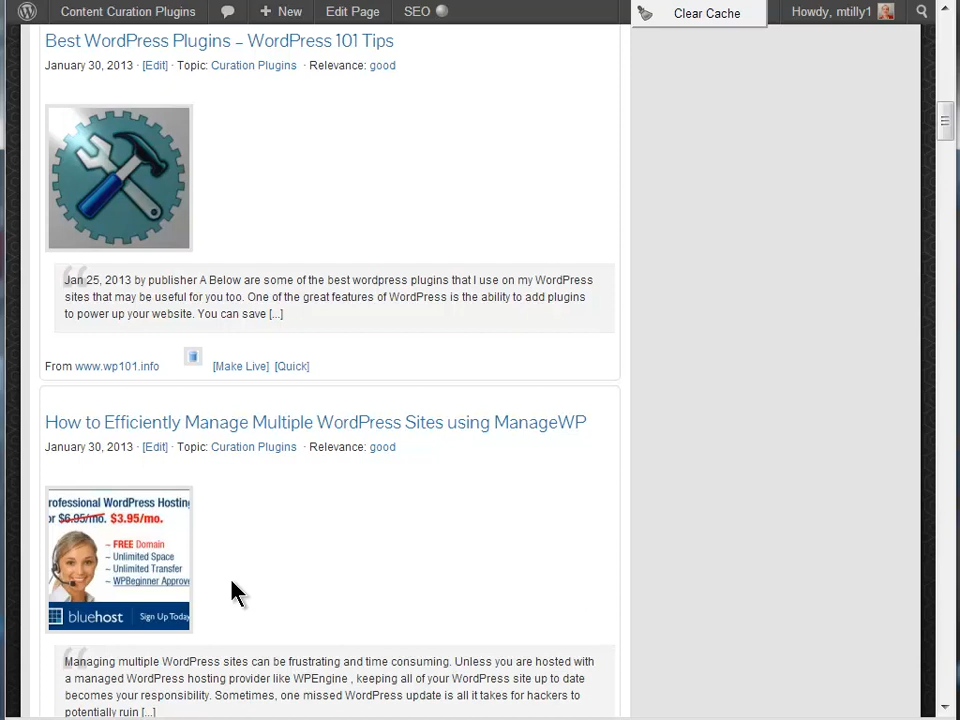 Content Curation Plugins New Edit Page SEO Clear Cache Howdy, mtilly1
Best WordPress Plugins – WordPress 101 Tips
January 30, 2013 · [Edit] · Topic: Curation Plugins · Relevance: good
Jan 25, 2013 by publisher A Below are some of the best wordpress plugins that I use on my WordPress
sites that may be useful for you too. One of the great features of WordPress is the ability to add plugins
to power up your website. You can save [...]
From www.wp101.info [Make Live] [Quick]
How to Efficiently Manage Multiple WordPress Sites using ManageWP
January 30, 2013 · [Edit] · Topic: Curation Plugins · Relevance: good
rofessional WordPress Hosting
or $6.95/mo. $3.95/mo.
~ FREE Domain
~ Unlimited Space
~ Unlimited Transfer
~ WPBeginner Approve
bluehost Sign Up Today
Managing multiple WordPress sites can be frustrating and time consuming. Unless you are hosted with
a managed WordPress hosting provider like WPEngine , keeping all of your WordPress site up to date
becomes your responsibility. Sometimes, one missed WordPress update is all it takes for hackers to
potentially ruin [...]